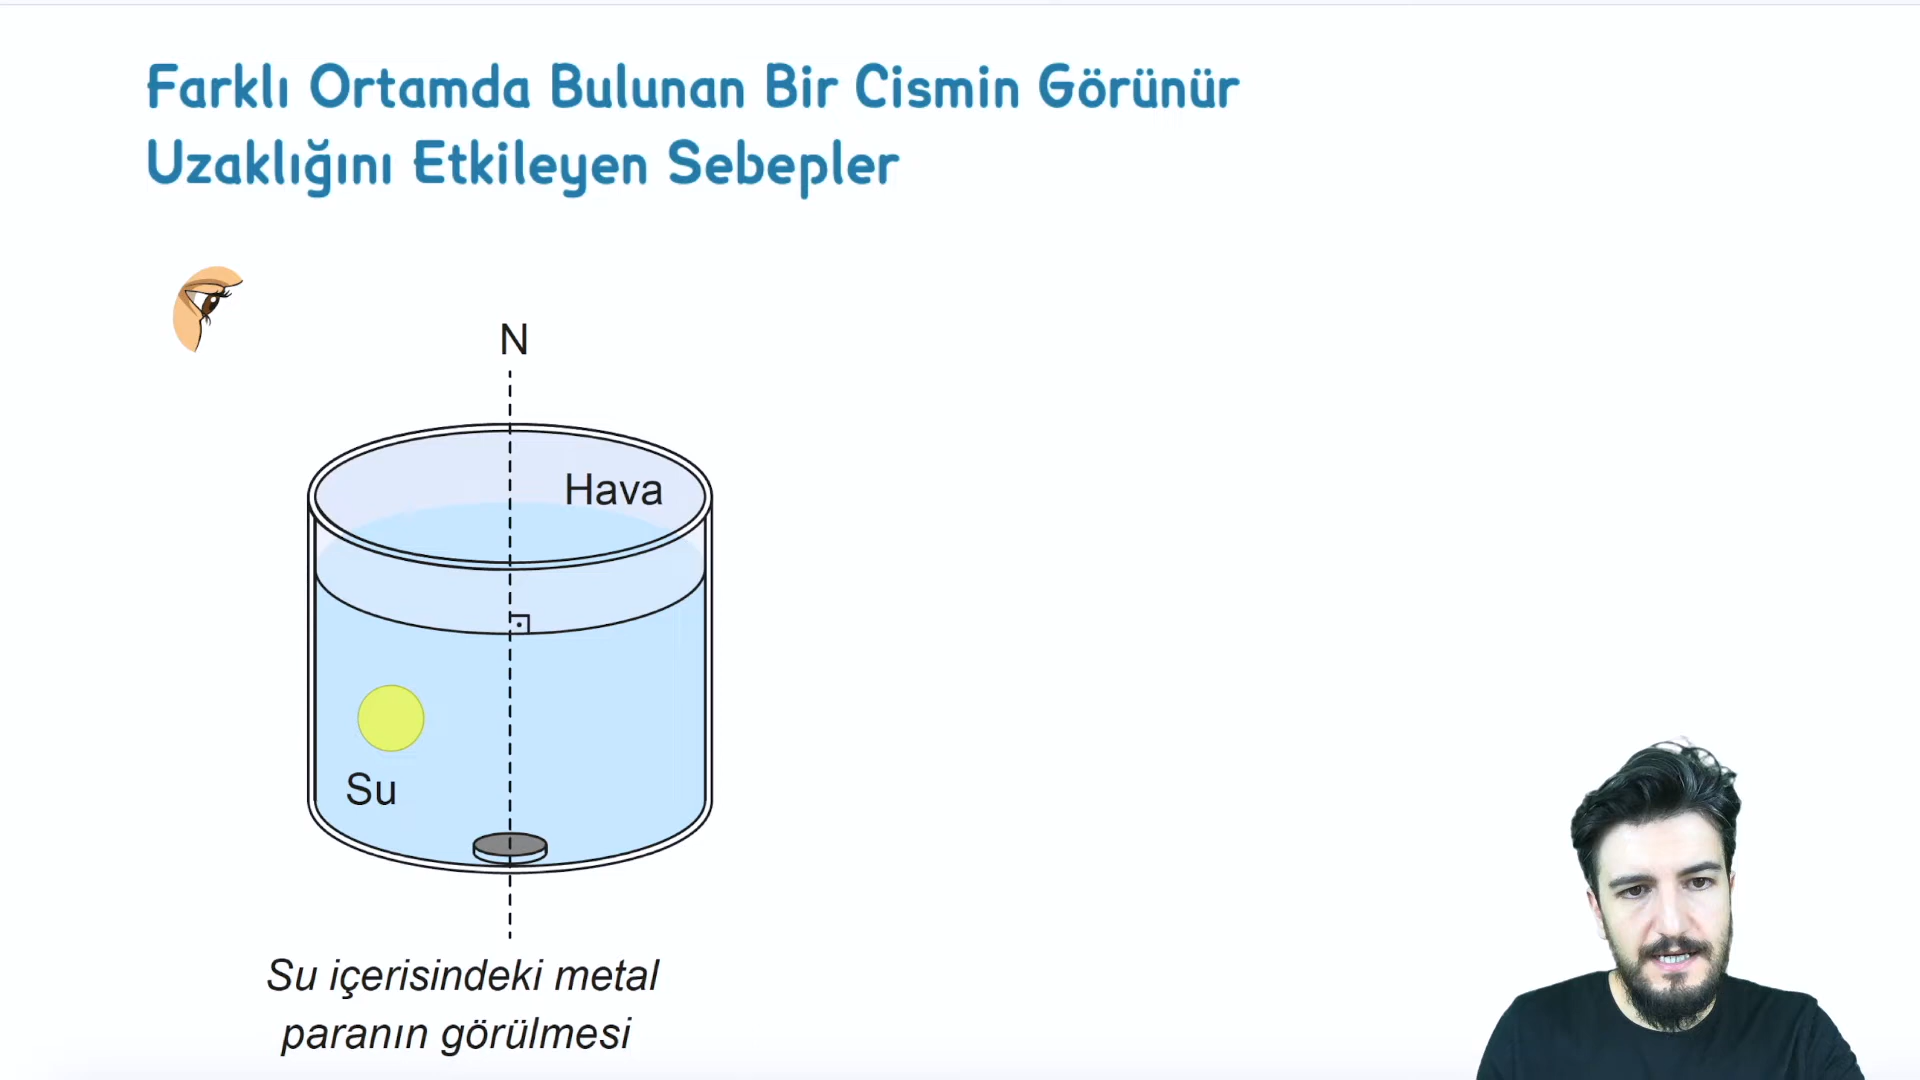 Farklı Ortamda Bulunan Bir Cismin Görünür
Uzaklığını Etkileyen Sebepler
N
Hava
Su
Su içerisindeki metal
paranın görülmesi